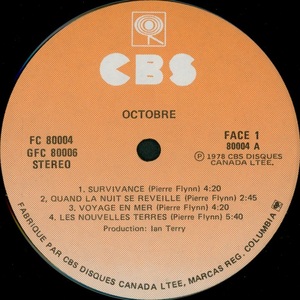 CBS
OCTOBRE
FC 80004
GFC 80006
STEREO
FACE 1
80004 A
Ⓟ 1978 CBS DISQUES
CANADA LTEE.
1. SURVIVANCE (Pierre Flynn) 4:20
2. QUAND LA NUIT SE REVEILLE (Pierre Flynn) 2:45
3. VOYAGE EN MER (Pierre Flynn) 4:20
4. LES NOUVELLES TERRES (Pierre Flynn) 5:40
Production: Ian Terry
FABRIQUE PAR CBS DISQUES CANADA LTEE, MARCAS REG. COLUMBIA